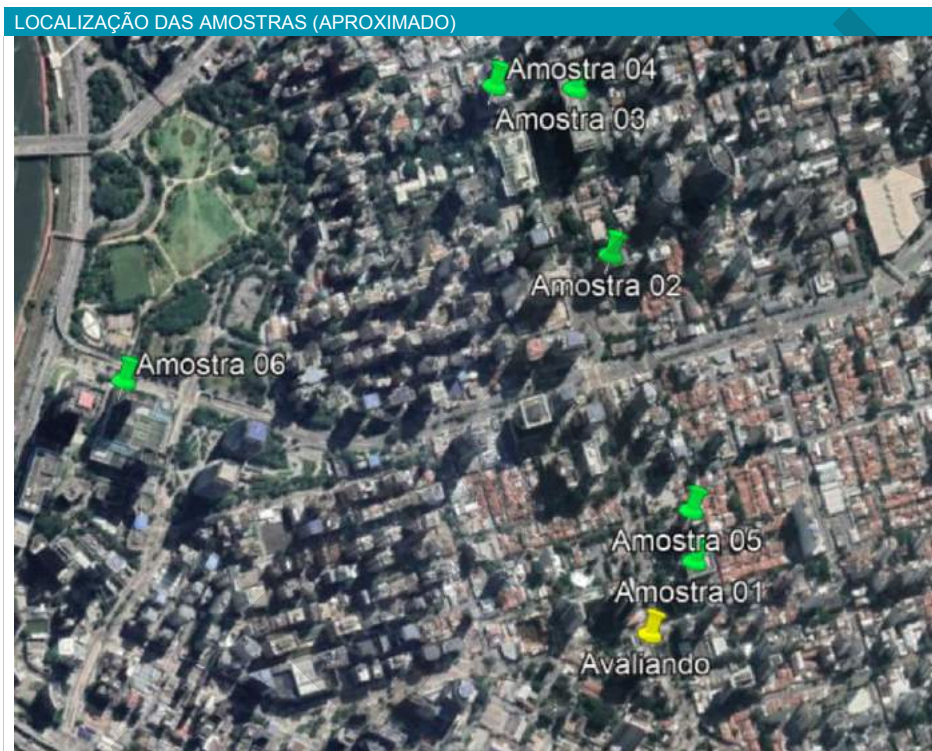 LOCALIZAÇÃO DAS AMOSTRAS (APROXIMADO)
Amostra 04
Amostra 03
Amostra 02
Amostra 06
Amostra 05
Amostra 01
Avaliando